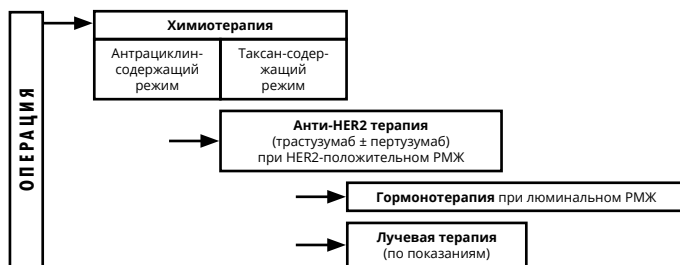 ОПЕРАЦИЯ
Химиотерапия
Антрациклин-
содержащий
режим
Таксан-содер-
жащий
режим
Анти-HER2 терапия
(трастузумаб ± пертузумаб)
при HER2-положительном РМЖ
Гормонотерапия при люминальном РМЖ
Лучевая терапия
(по показаниям)